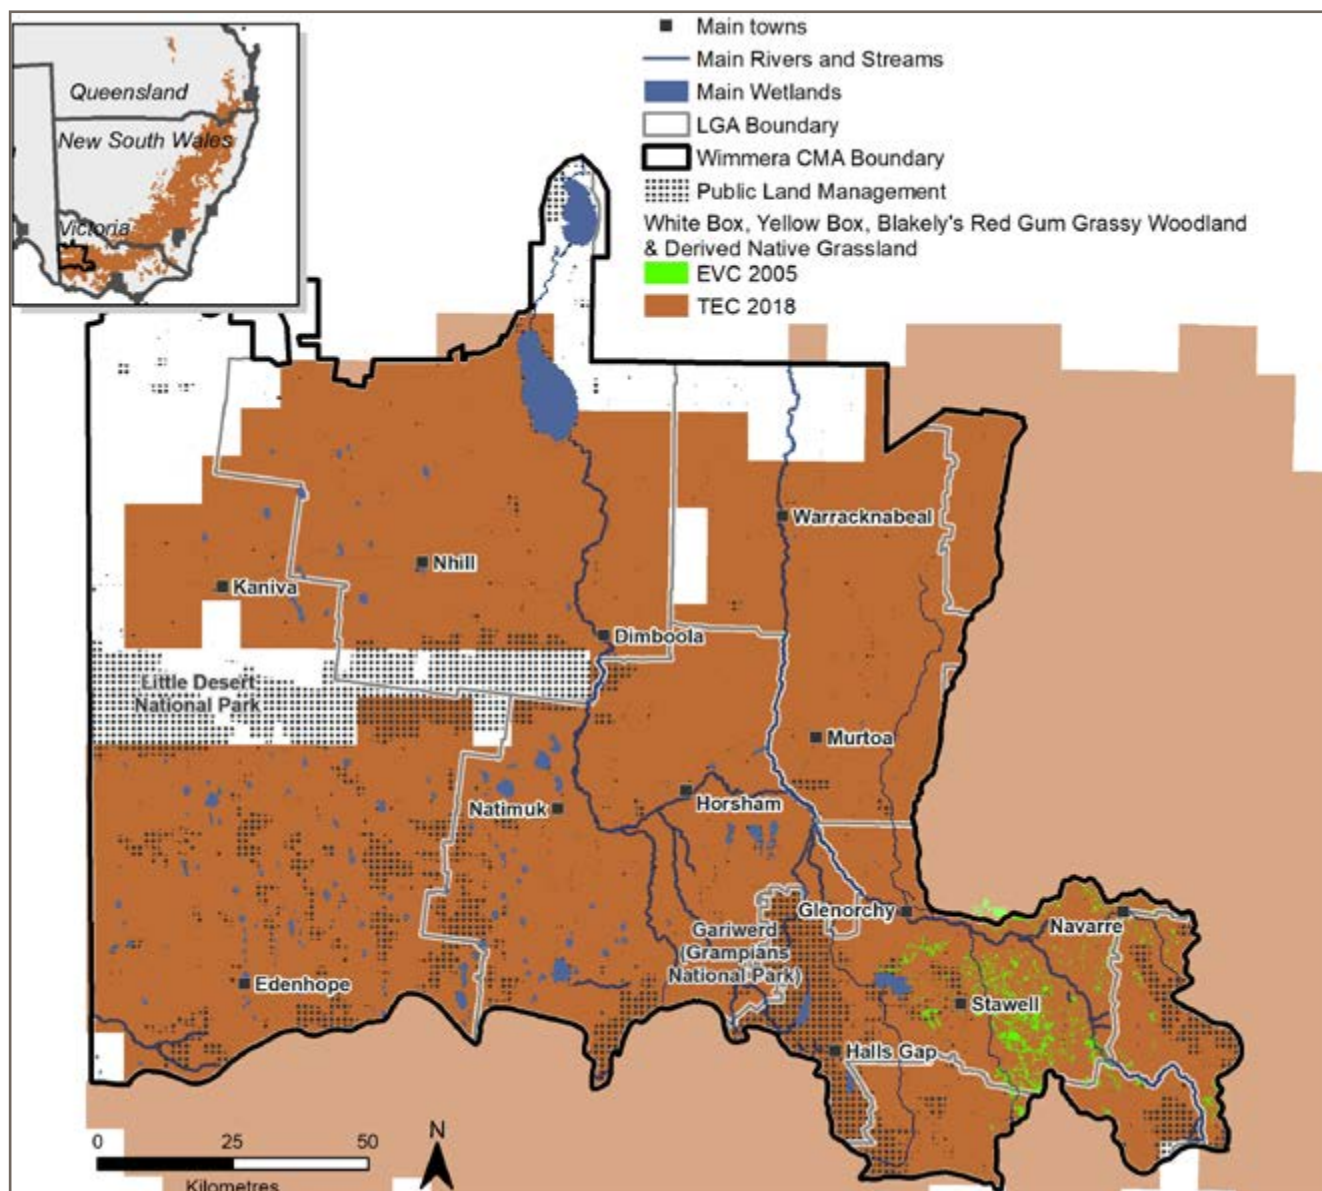 Queensland
New South Wales
Victoria
Main towns
Main Rivers and Streams
Main Wetlands
LGA Boundary
Wimmera CMA Boundary
Public Land Management
White Box, Yellow Box, Blakely's Red Gum Grassy Woodland
& Derived Native Grassland
EVC 2005
TEC 2018
Warracknabeal
Nhill
Kaniva
Dimboola
Little Desert
National Park
Murtoa
Horsham
Natimuk
Glenorchy
Navarre
Gariwerd
(Grampians
National Park)
Edenhope
Stawell
Halls Gap
0 25 50
Kilometres
N